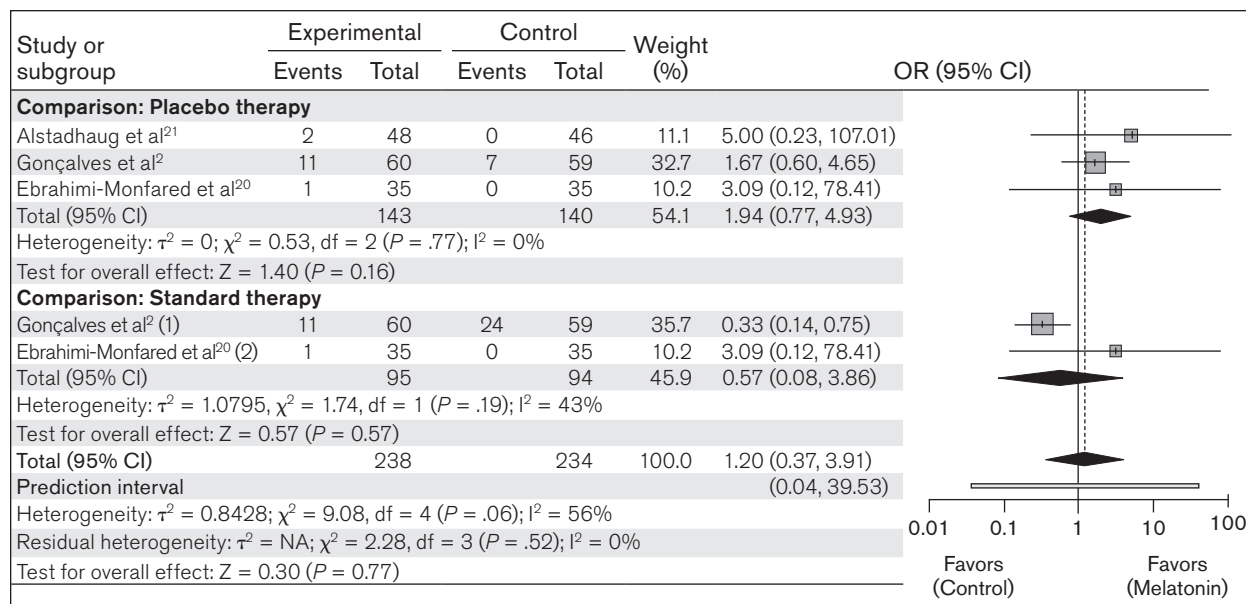 Study or subgroup Experimental Control Weight (%) OR (95% CI)
Events Total Events Total
Comparison: Placebo therapy
Alstadhaug et al21 2 48 0 46 11.1 5.00 (0.23, 107.01)
Gonçalves et al2 11 60 7 59 32.7 1.67 (0.60, 4.65)
Ebrahimi-Monfared et al20 1 35 0 35 10.2 3.09 (0.12, 78.41)
Total (95% CI) 143 140 54.1 1.94 (0.77, 4.93)
Heterogeneity: τ2 = 0; χ2 = 0.53, df = 2 (P = .77); I2 = 0%
Test for overall effect: Z = 1.40 (P = 0.16)
Comparison: Standard therapy
Gonçalves et al2 (1) 11 60 24 59 35.7 0.33 (0.14, 0.75)
Ebrahimi-Monfared et al20 (2) 1 35 0 35 10.2 3.09 (0.12, 78.41)
Total (95% CI) 95 94 45.9 0.57 (0.08, 3.86)
Heterogeneity: τ2 = 1.0795, χ2 = 1.74, df = 1 (P = .19); I2 = 43%
Test for overall effect: Z = 0.57 (P = 0.57)
Total (95% CI) 238 234 100.0 1.20 (0.37, 3.91)
Prediction interval (0.04, 39.53)
Heterogeneity: τ2 = 0.8428; χ2 = 9.08, df = 4 (P = .06); I2 = 56%
Residual heterogeneity: τ2 = NA; χ2 = 2.28, df = 3 (P = .52); I2 = 0%
Test for overall effect: Z = 0.30 (P = 0.77)
0.01 0.1 1 10 100
Favors (Control) Favors (Melatonin)